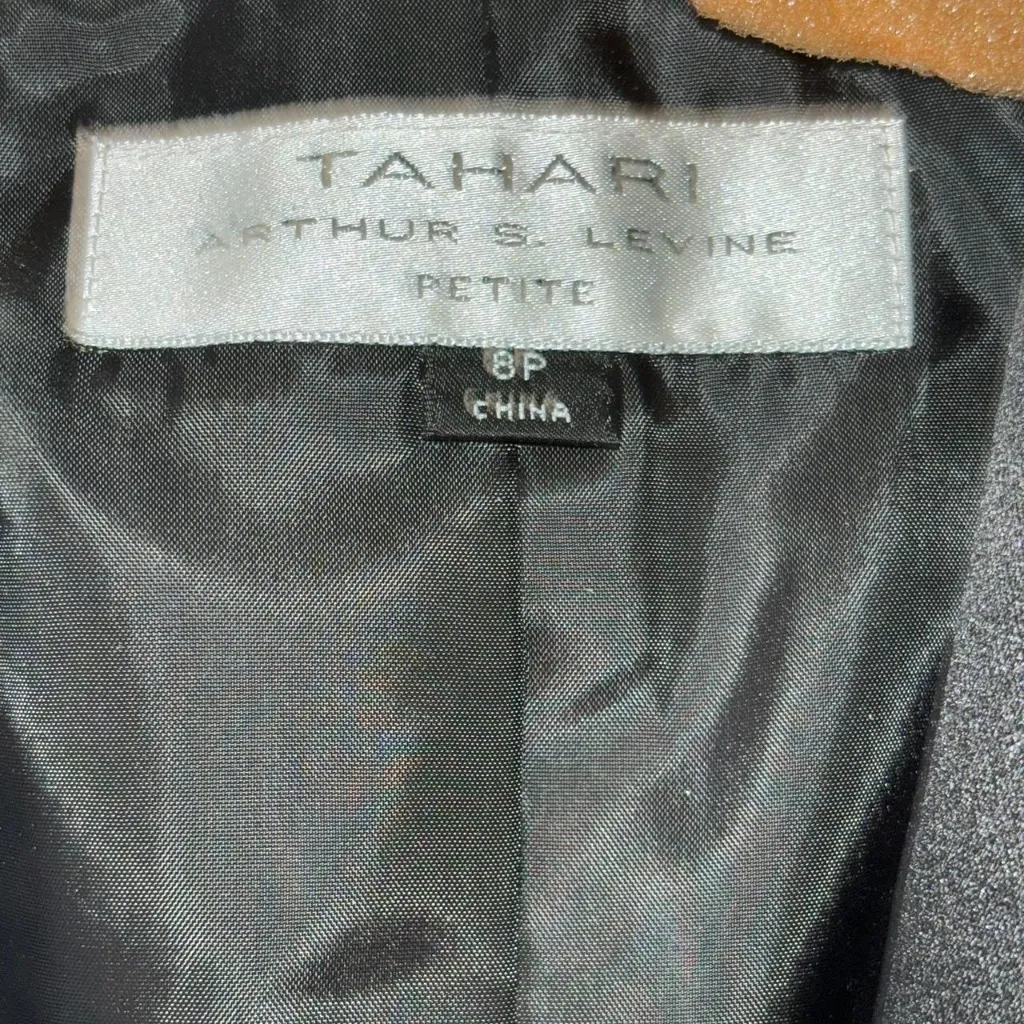 TAHARI
ARTHUR S. LEVINE
PETITE
8P
CHINA